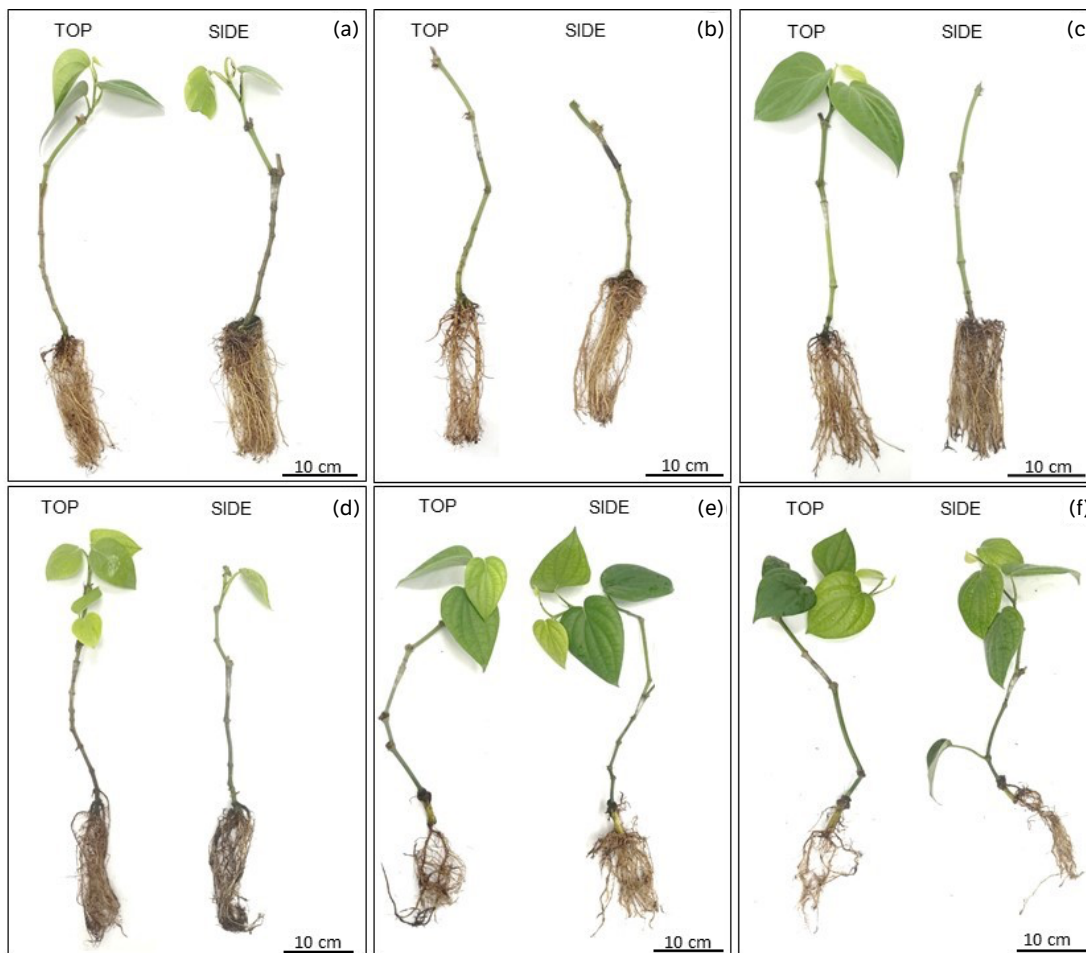 TOP SIDE (a)
10 cm
TOP SIDE (b)
10 cm
TOP SIDE (c)
10 cm
TOP SIDE (d)
10 cm
TOP SIDE (e)
10 cm
TOP SIDE (f)
10 cm